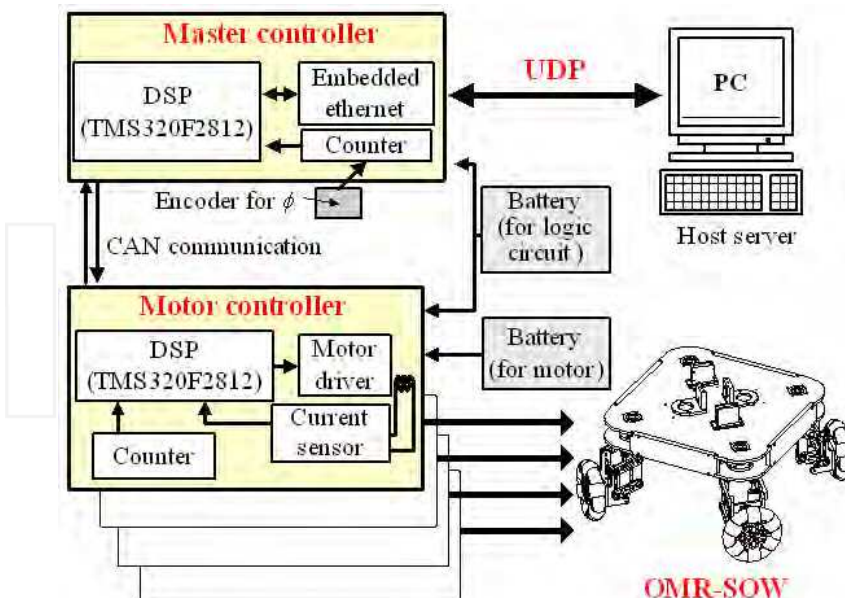 Master controller
DSP
(TMS320F2812)
Embedded
ethernet
Counter
UDP
PC
Host server
Encoder for ϕ
CAN communication
Battery
(for logic
circuit )
Motor controller
DSP
(TMS320F2812)
Motor
driver
Current
sensor
Counter
Battery
(for motor)
OMR-SOW